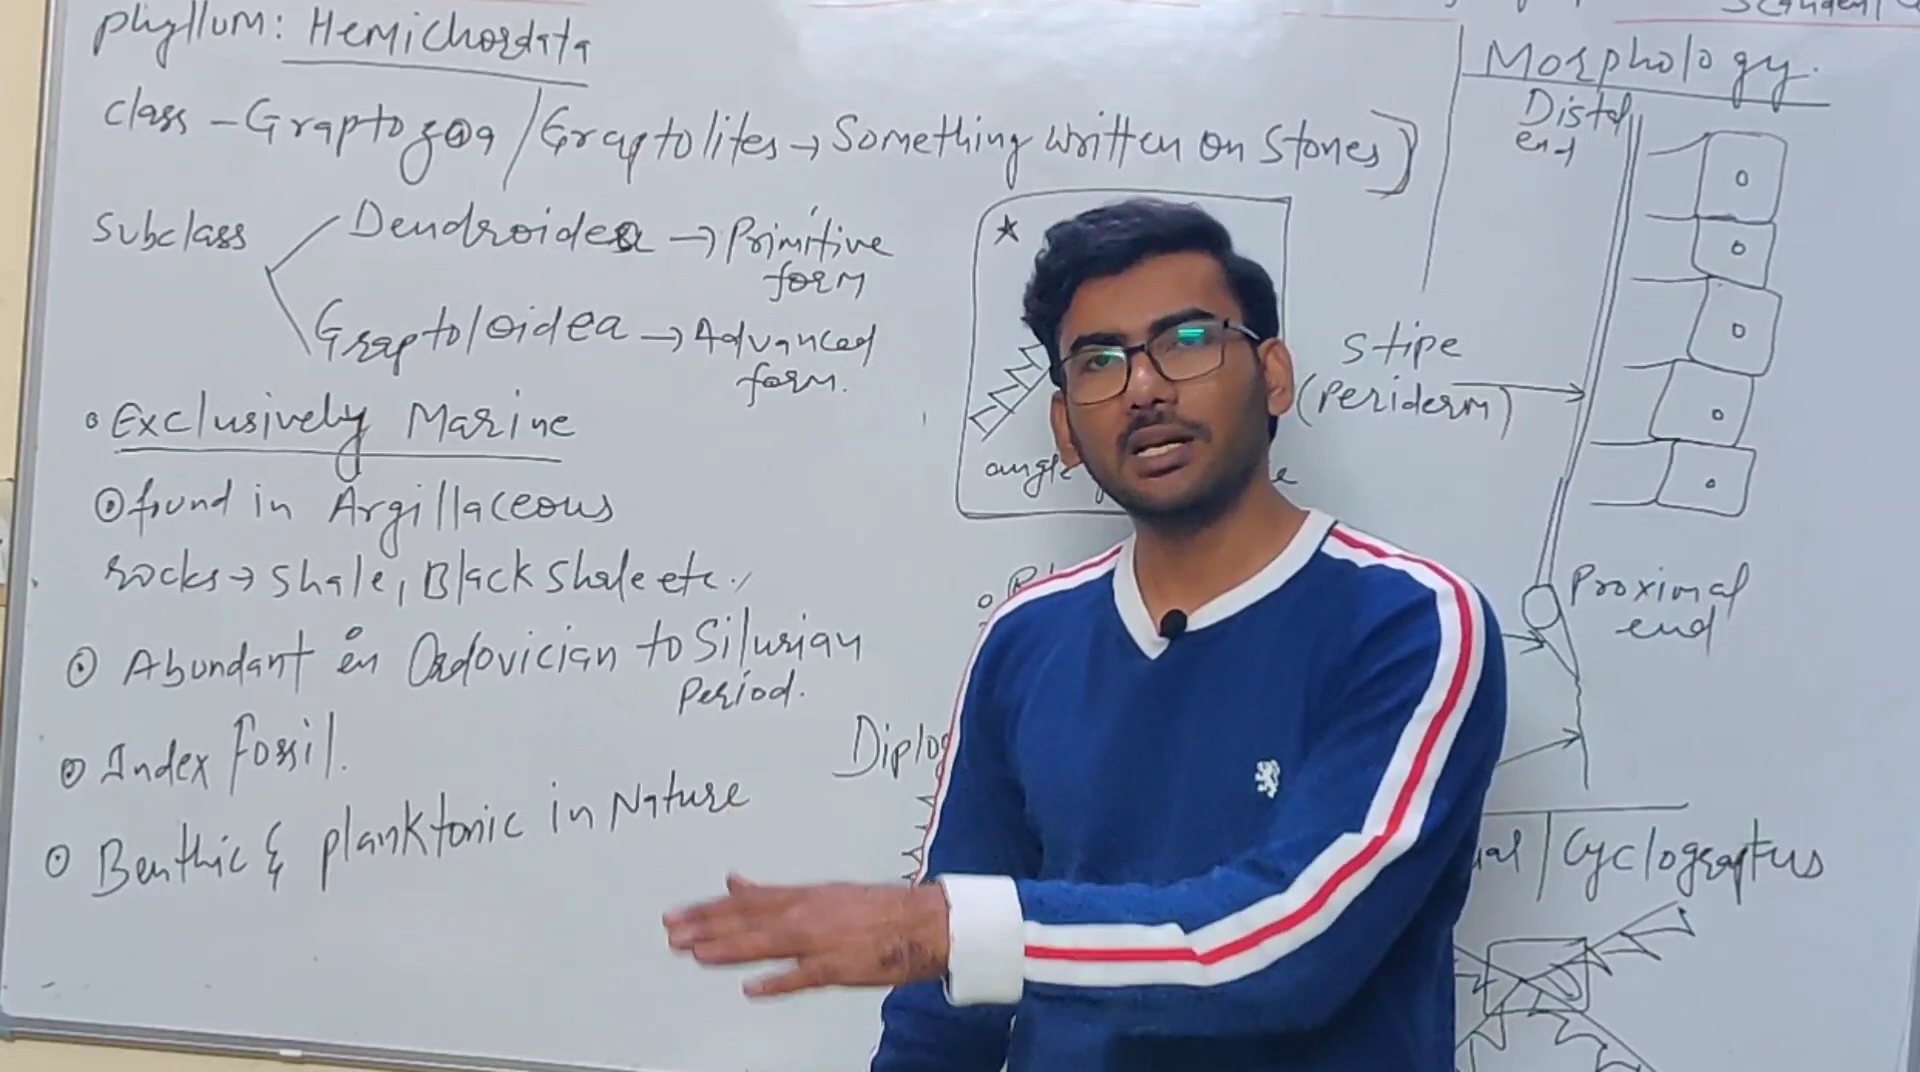 phyllum: Hemichordata
class - Graptozoa / Graptolites → Something written on Stones]
Subclass
Dendroidea → Primitive
form
Graptoloidea → Advanced
form.
Exclusively Marine
found in Argillaceous
rocks → Shale, Black Shale etc.
Abundant in Ordovician to Silurian
Period.
Index Fossil.
Benthic & planktonic in Nature
Morphology.
Distal
end
Stipe
(Periderm)
Proximal
end
Cyclograptus